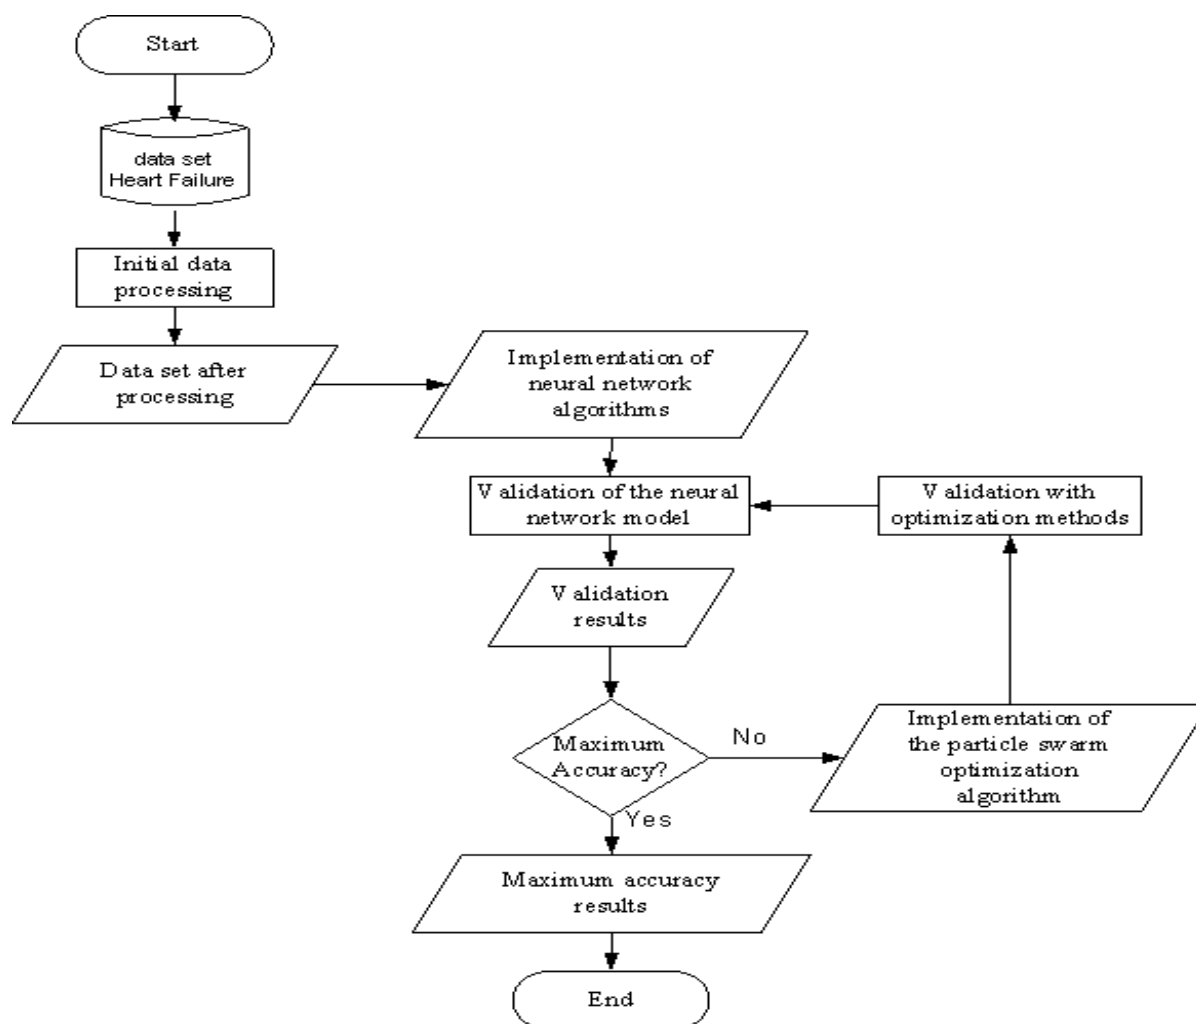 Start
data set
Heart Failure
Initial data
processing
Data set after
processing
Implementation of
neural network
algorithms
Validation of the neural
network model
Validation with
optimization methods
Validation
results
Maximum
Accuracy?
No
Implementation of
the particle swarm
optimization
algorithm
Yes
Maximum accuracy
results
End